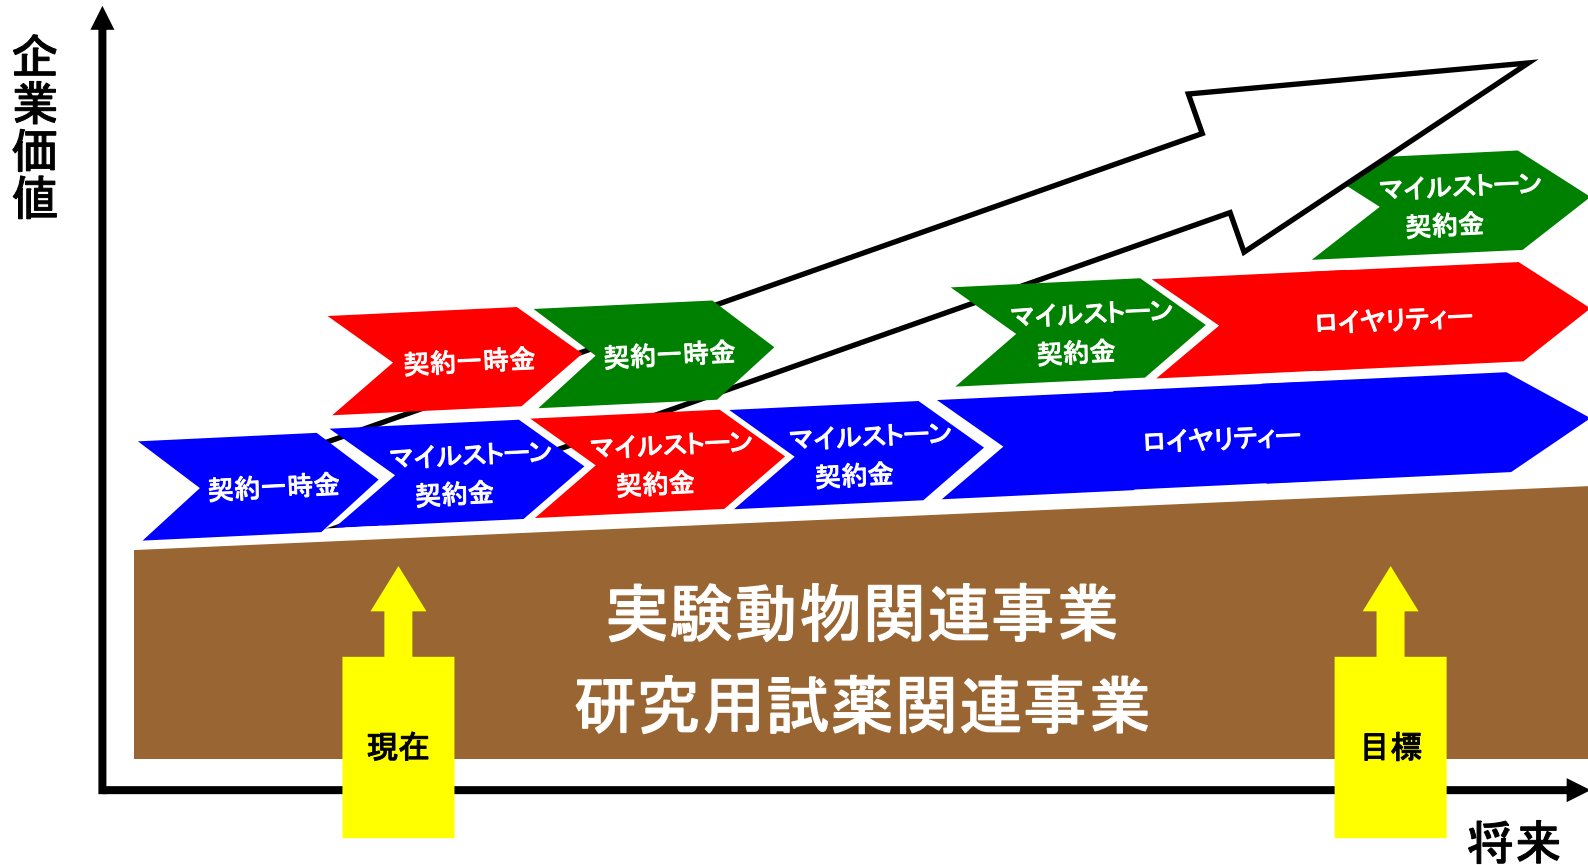 企業価値
マイルストーン
契約金
マイルストーン
契約金
ロイヤリティー
契約一時金
契約一時金
契約一時金
マイルストーン
契約金
マイルストーン
契約金
マイルストーン
契約金
ロイヤリティー
実験動物関連事業
研究用試薬関連事業
現在
目標
将来